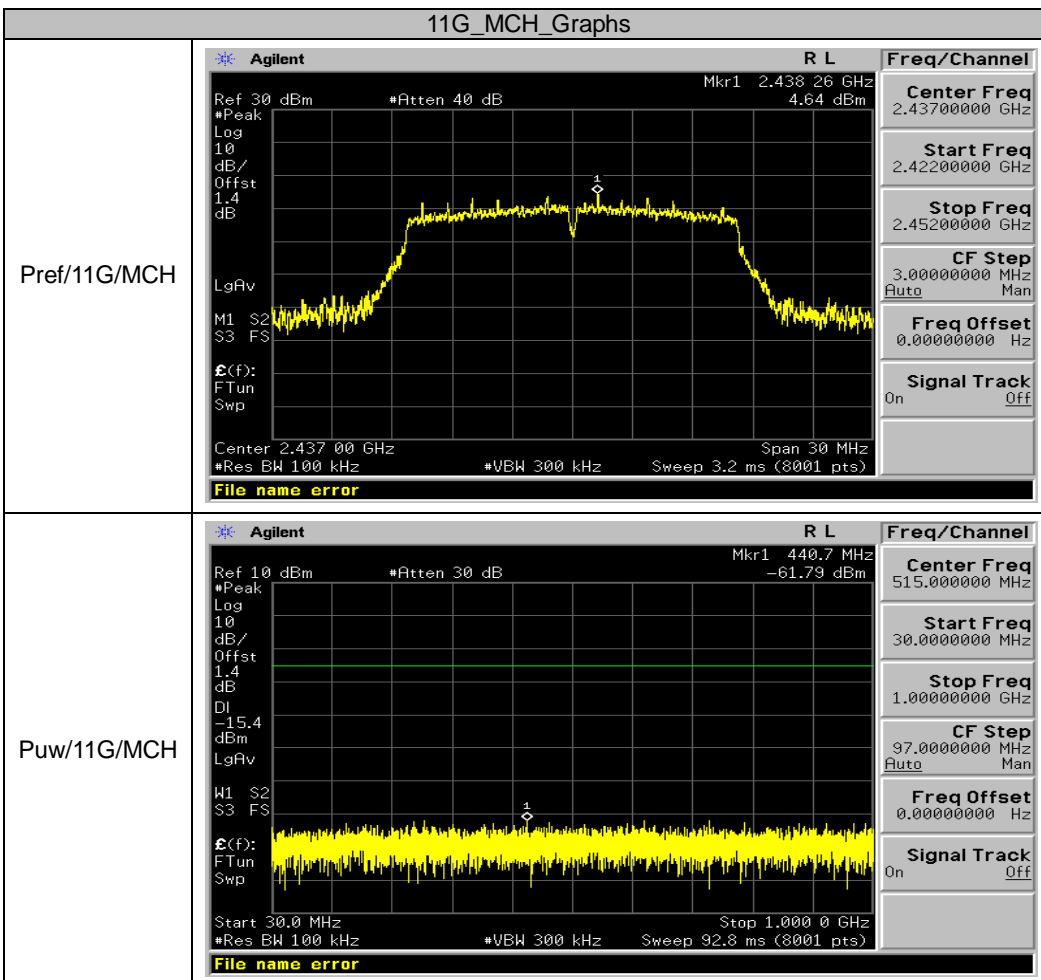 11G_MCH_Graphs
Pref/11G/MCH
Agilent R L Freq/Channel
Mkr1 2.438 26 GHz
Ref 30 dBm #Atten 40 dB 4.64 dBm
#Peak
Log
10
dB/
Offst
1.4
dB
LgAv
M1 S2
S3 FS
£(f):
FTun
Swp
1
Center 2.437 00 GHz Span 30 MHz
#Res BW 100 kHz #VBW 300 kHz Sweep 3.2 ms (8001 pts)
File name error
Center Freq
2.43700000 GHz
Start Freq
2.42200000 GHz
Stop Freq
2.45200000 GHz
CF Step
3.00000000 MHz
Auto Man
Freq Offset
0.00000000 Hz
Signal Track
On Off
Puw/11G/MCH
Agilent R L Freq/Channel
Mkr1 440.7 MHz
Ref 10 dBm #Atten 30 dB -61.79 dBm
#Peak
Log
10
dB/
Offst
1.4
dB
DI
-15.4
dBm
LgAv
W1 S2
S3 FS
£(f):
FTun
Swp
1
Start 30.0 MHz Stop 1.000 0 GHz
#Res BW 100 kHz #VBW 300 kHz Sweep 92.8 ms (8001 pts)
File name error
Center Freq
515.000000 MHz
Start Freq
30.0000000 MHz
Stop Freq
1.00000000 GHz
CF Step
97.0000000 MHz
Auto Man
Freq Offset
0.00000000 Hz
Signal Track
On Off